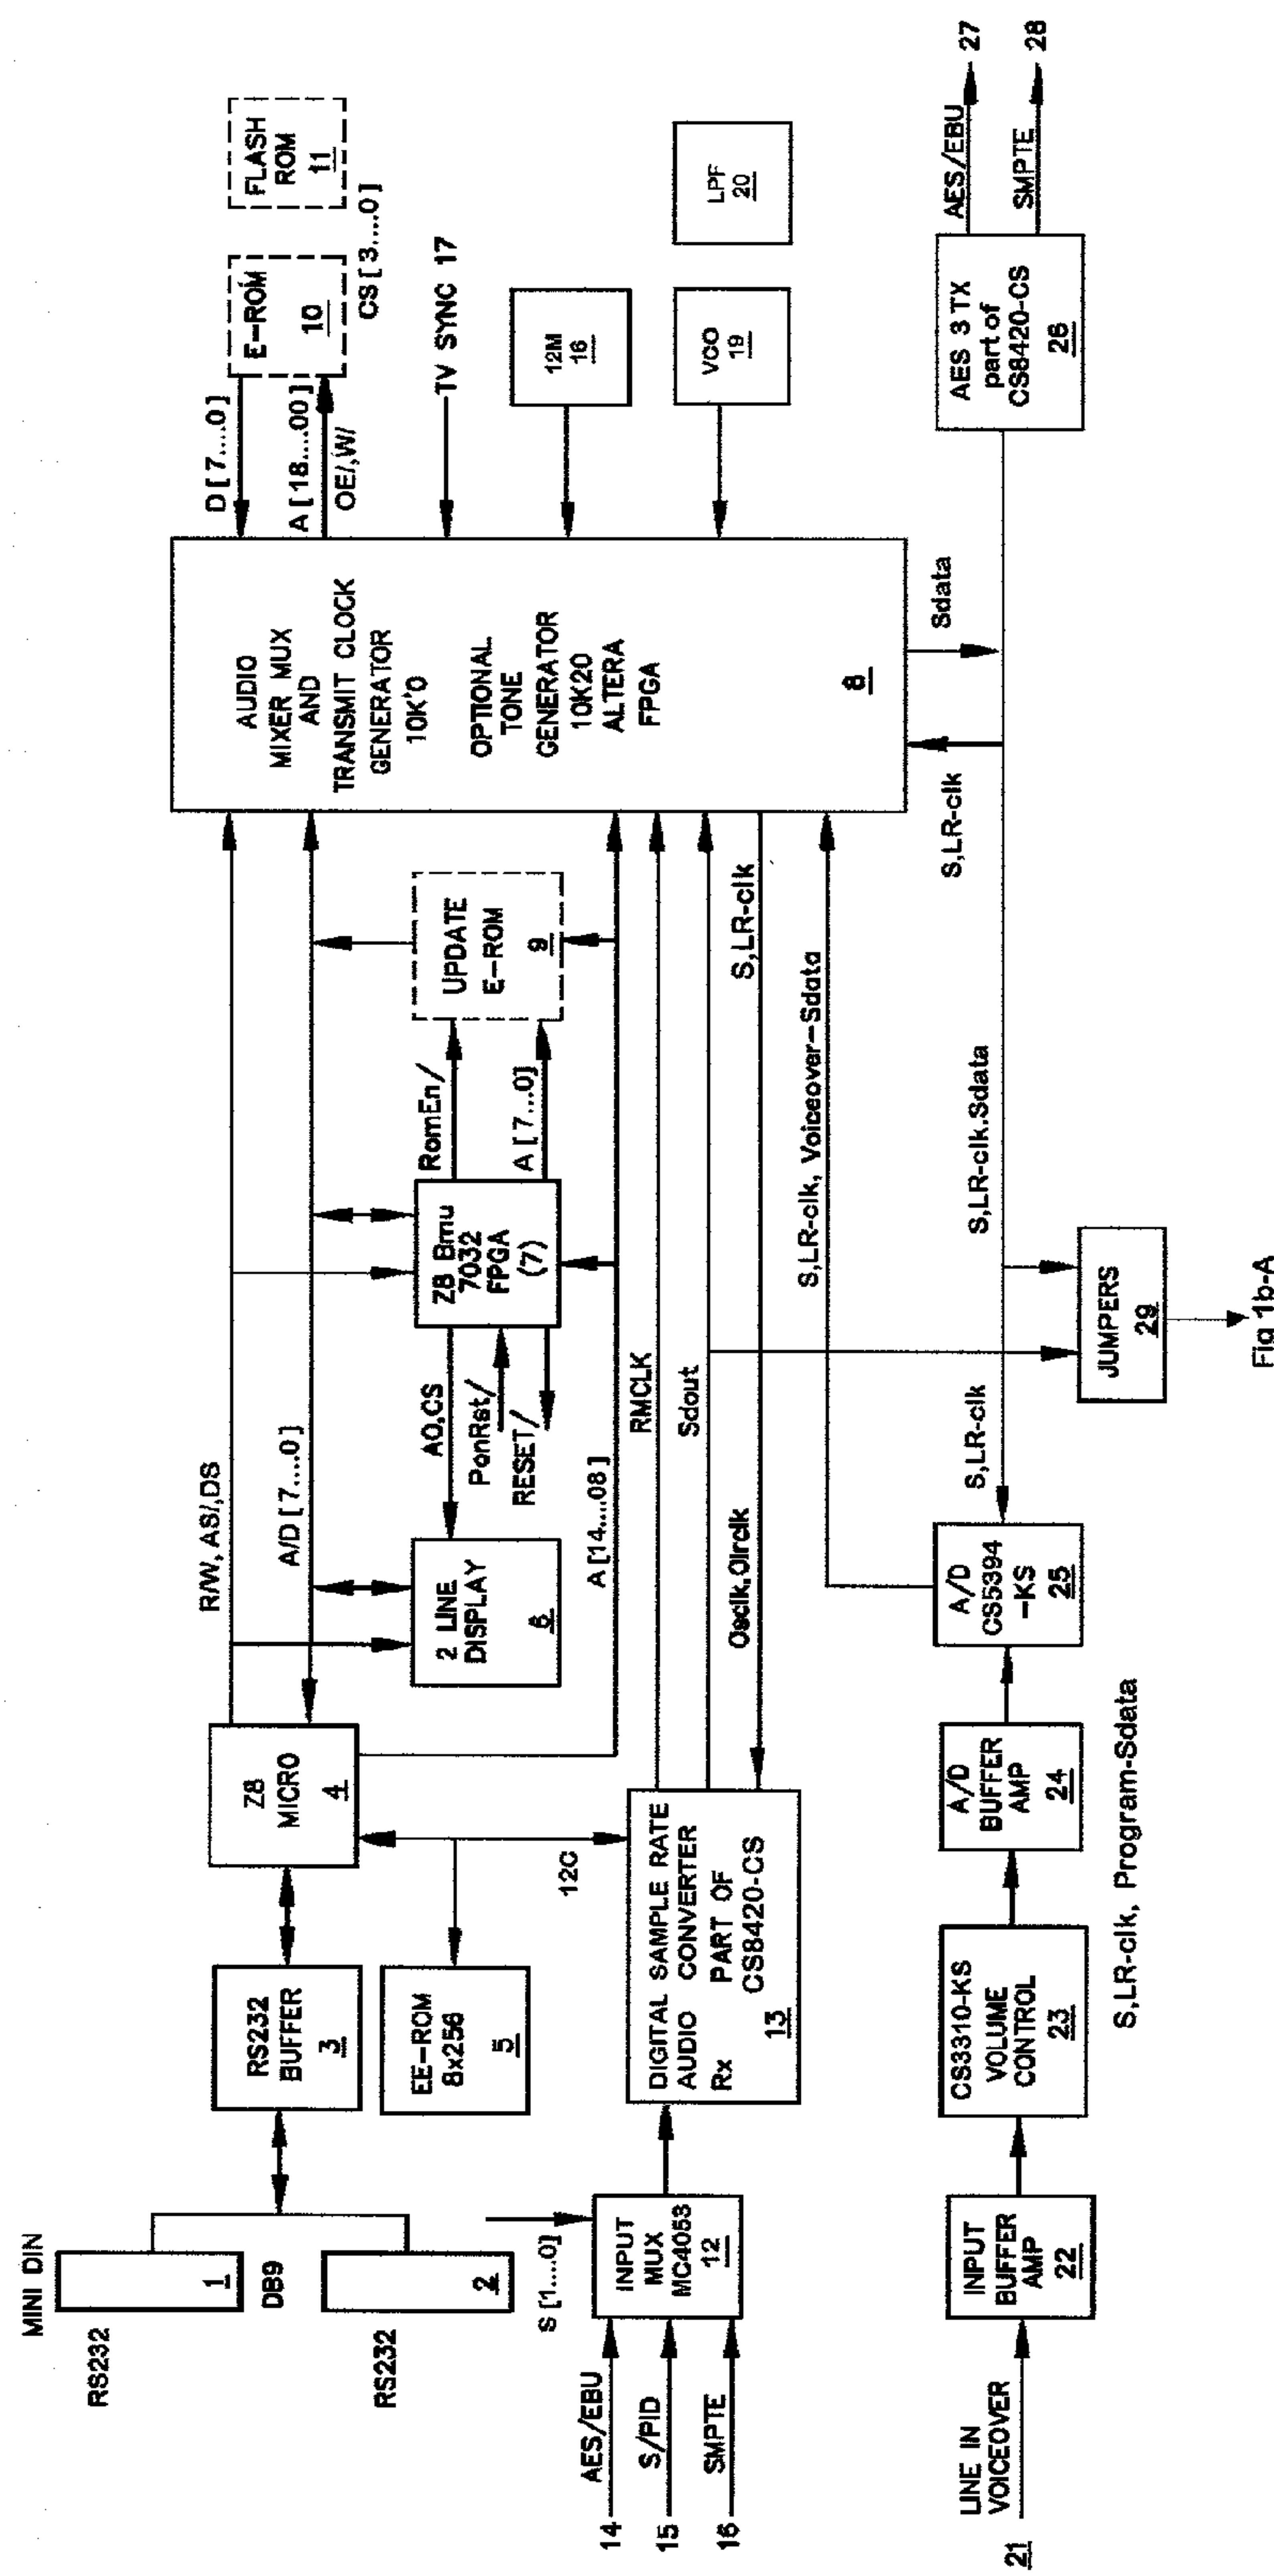 MINI DIN
RS232
1
DB9
RS232
2
RS232
BUFFER
3
EE-ROM
8x256
5
Z8
MICRO
4
R/W, AS/,DS
A/D [7....0]
2 LINE
DISPLAY
6
AO,CS
PonRst/
RESET/
Z8 Bmu
7032
FPGA
(7)
RomEn/
A [7...0]
UPDATE
E-ROM
9
A [14....08]
12C
AUDIO
MIXER MUX
AND
TRANSMIT CLOCK
GENERATOR
10K'0
OPTIONAL
TONE
GENERATOR
10K20
ALTERA
FPGA
8
D [7....0]
A [18....00]
OE/,W/
E-ROM
10
FLASH
ROM
11
CS [3....0]
TV SYNC 17
12M
16
VCO
19
LPF
20
S [1....0]
AES/EBU
14
S/PID
15
SMPTE
16
INPUT
MUX
MC4053
12
DIGITAL SAMPLE RATE
AUDIO CONVERTER
Rx PART OF
CS8420-CS
13
RMCLK
Sdout
Osclk,Olrclk
S,LR-clk
S,LR-clk, Voiceover-Sdata
LINE IN
VOICEOVER
21
INPUT
BUFFER
AMP
22
CS3310-KS
VOLUME
CONTROL
23
A/D
BUFFER
AMP
24
A/D
CS5394
-KS
25
S,LR-clk
S,LR-clk.Sdata
S,LR-clk
Sdata
AES 3 TX
part of
CS8420-CS
26
AES/EBU
27
SMPTE
28
JUMPERS
29
S,LR-clk, Program-Sdata
Fig 1b-A